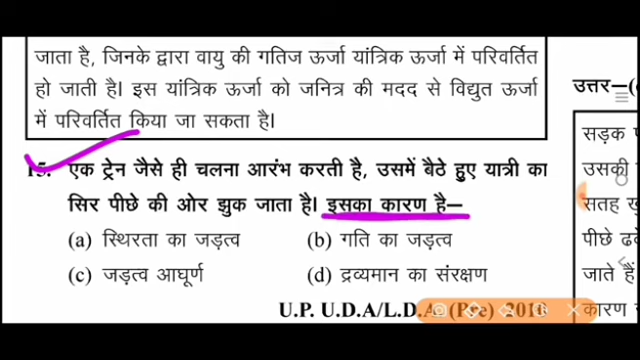 जाता है, जिनके द्वारा वायु की गतिज ऊर्जा यांत्रिक ऊर्जा में परिवर्तित
हो जाती है। इस यांत्रिक ऊर्जा को जनित्र की मदद से विद्युत ऊर्जा
में परिवर्तित किया जा सकता है।
15. एक ट्रेन जैसे ही चलना आरंभ करती है, उसमें बैठे हुए यात्री का
सिर पीछे की ओर झुक जाता है। इसका कारण है–
(a) स्थिरता का जड़त्व (b) गति का जड़त्व
(c) जड़त्व आघूर्ण (d) द्रव्यमान का संरक्षण
U.P. U.D.A/L.D.A. (Pre) 2016
उत्तर–(
सड़क
उसकी
सतह
पीछे
जाते हैं
कारण